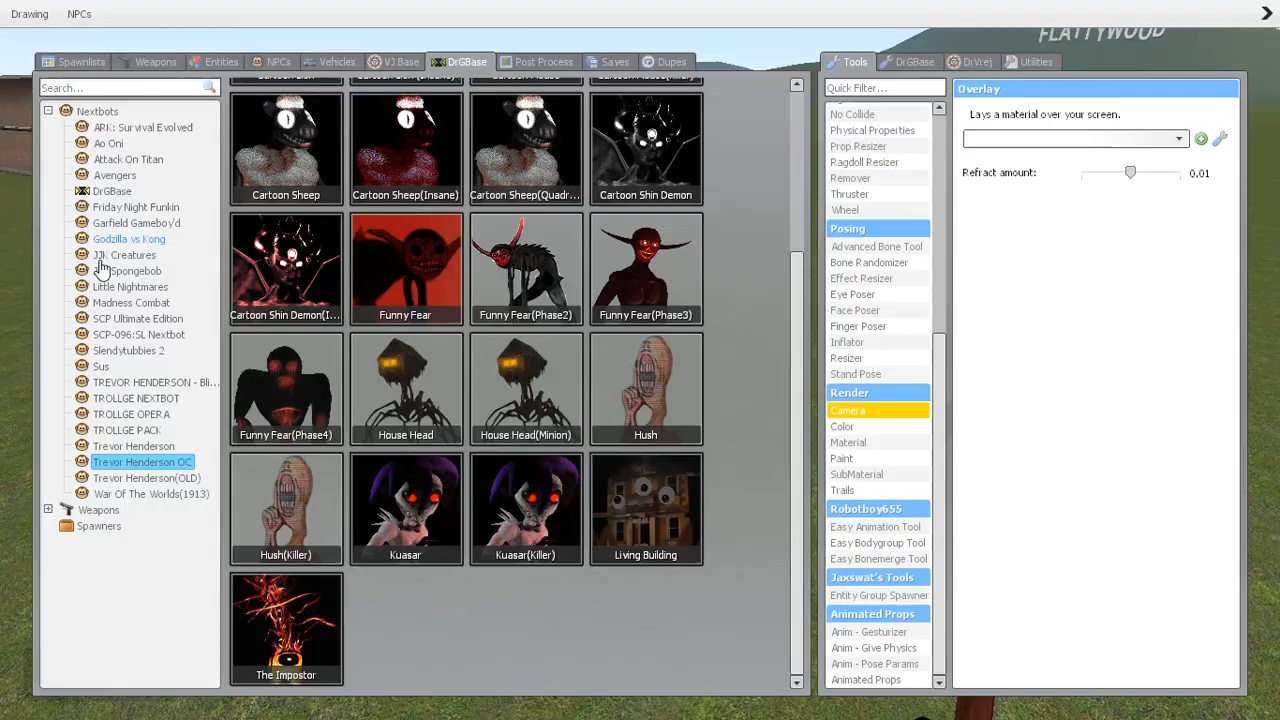 Drawing NPCs
FLATTYWOOD
Spawnlists Weapons Entities NPCs Vehicles VJ Base DrGBase Post Process Saves Dupes
Tools DrGBase DrVrej Utilities
Search...
Nextbots
ARK: Survival Evolved
Ao Oni
Attack On Titan
Avengers
DrGBase
Friday Night Funkin
Garfield Gameboy'd
Godzilla vs Kong
JJK Creatures
Spongebob
Little Nightmares
Madness Combat
SCP Ultimate Edition
SCP-096:SL Nextbot
Slendytubbies 2
Sus
TREVOR HENDERSON - Bli...
TROLLGE NEXTBOT
TROLLGE OPERA
TROLLGE PACK
Trevor Henderson
Trevor Henderson OC
Trevor Henderson(OLD)
War Of The Worlds(1913)
Weapons
Spawners
Cartoon Sheep Cartoon Sheep(Insane) Cartoon Sheep(Quadr... Cartoon Shin Demon
Cartoon Shin Demon(I... Funny Fear Funny Fear(Phase2) Funny Fear(Phase3)
Funny Fear(Phase4) House Head House Head(Minion) Hush
Hush(Killer) Kuasar Kuasar(Killer) Living Building
The Impostor
Quick Filter...
No Collide
Physical Properties
Prop Resizer
Ragdoll Resizer
Remover
Thruster
Wheel
Posing
Advanced Bone Tool
Bone Randomizer
Effect Resizer
Eye Poser
Face Poser
Finger Poser
Inflator
Resizer
Stand Pose
Render
Camera
Color
Material
Paint
SubMaterial
Trails
Robotboy655
Easy Animation Tool
Easy Bodygroup Tool
Easy Bonemerge Tool
Jaxswat's Tools
Entity Group Spawner
Animated Props
Anim - Gesturizer
Anim - Give Physics
Anim - Pose Params
Animated Props
Overlay
Lays a material over your screen.
Refract amount: 0.01